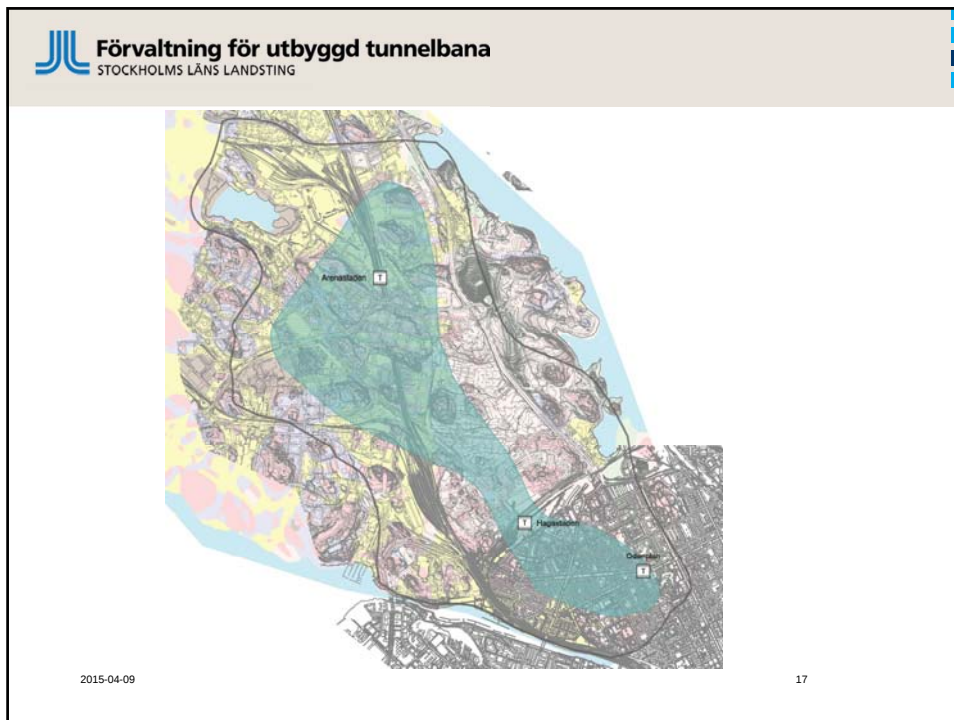 Förvaltning för utbyggd tunnelbana
STOCKHOLMS LÄNS LANDSTING
Arenastaden T
T Hagastaden
Odenplan
T
2015-04-09
17